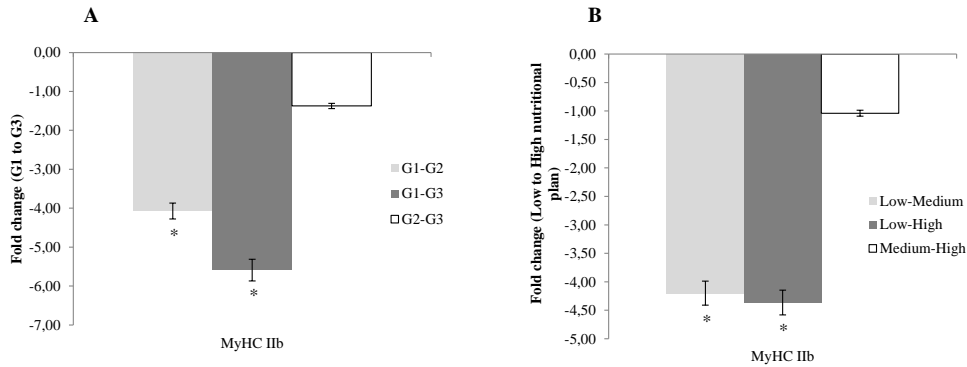 A
Fold change (G1 to G3)
0,00
-1,00
-2,00
-3,00
-4,00
-5,00
-6,00
-7,00
*
*
MyHC IIb
G1-G2
G1-G3
G2-G3
B
Fold change (Low to High nutritional
plan)
0,00
-0,50
-1,00
-1,50
-2,00
-2,50
-3,00
-3,50
-4,00
-4,50
-5,00
*
*
MyHC IIb
Low-Medium
Low-High
Medium-High